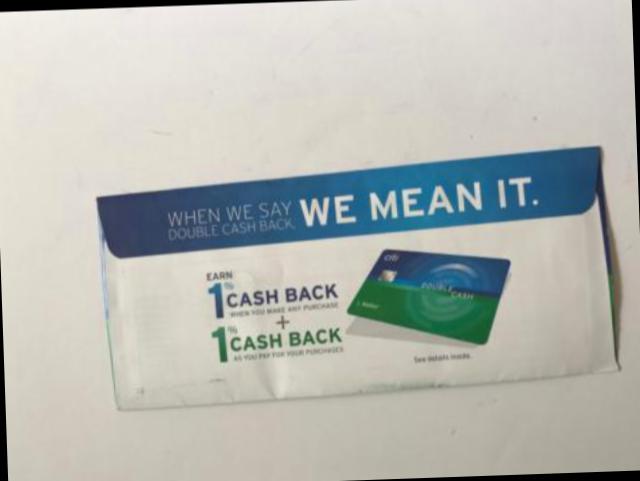 WHEN WE SAY
DOUBLE CASH BACK,
WE MEAN IT.
EARN
1% CASH BACK
WHEN YOU MAKE ANY PURCHASE
+
1% CASH BACK
AS YOU PAY FOR YOUR PURCHASES
citi
DOUBLE
CASH
See details inside.